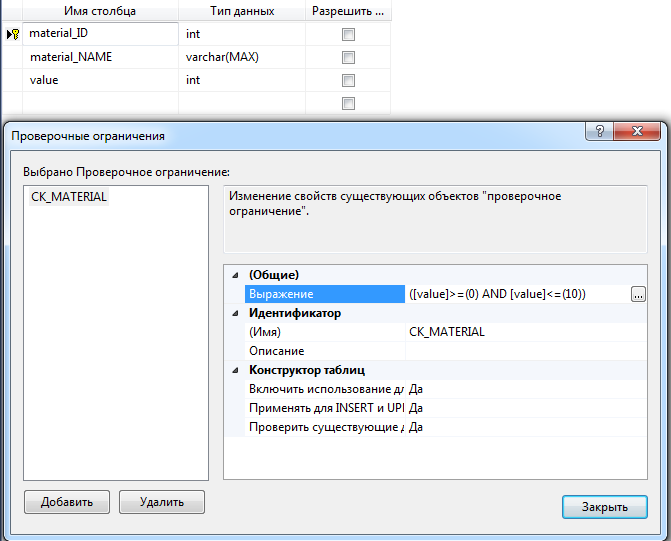 Имя столбца Тип данных Разрешить ...
material_ID int
material_NAME varchar(MAX)
value int
Проверочные ограничения
Выбрано Проверочное ограничение:
CK_MATERIAL
Изменение свойств существующих объектов "проверочное
ограничение".
(Общие)
Выражение ([value]>=(0) AND [value]<=(10)) ...
Идентификатор
(Имя) CK_MATERIAL
Описание
Конструктор таблиц
Включить использование дл Да
Применять для INSERT и UPI Да
Проверить существующие д Да
Добавить Удалить
Закрыть